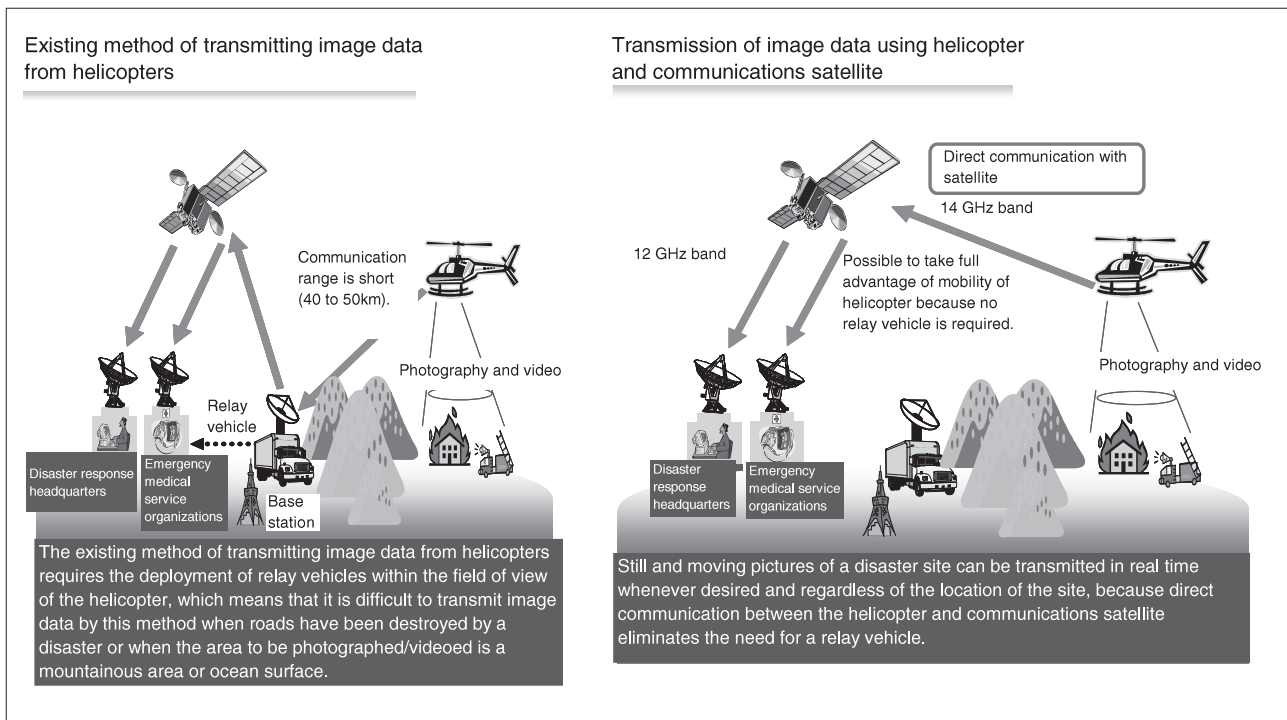 Existing method of transmitting image data
from helicopters
Communication
range is short
(40 to 50km).
Photography and video
Relay
vehicle
Disaster response
headquarters
Emergency
medical
service
organizations
Base
station
The existing method of transmitting image data from helicopters
requires the deployment of relay vehicles within the field of view
of the helicopter, which means that it is difficult to transmit image
data by this method when roads have been destroyed by a
disaster or when the area to be photographed/videoed is a
mountainous area or ocean surface.
Transmission of image data using helicopter
and communications satellite
Direct communication with
satellite
14 GHz band
12 GHz band
Possible to take full
advantage of mobility of
helicopter because no
relay vehicle is required.
Photography and video
Disaster
response
headquarters
Emergency
medical service
organizations
Still and moving pictures of a disaster site can be transmitted in real time
whenever desired and regardless of the location of the site, because direct
communication between the helicopter and communications satellite
eliminates the need for a relay vehicle.